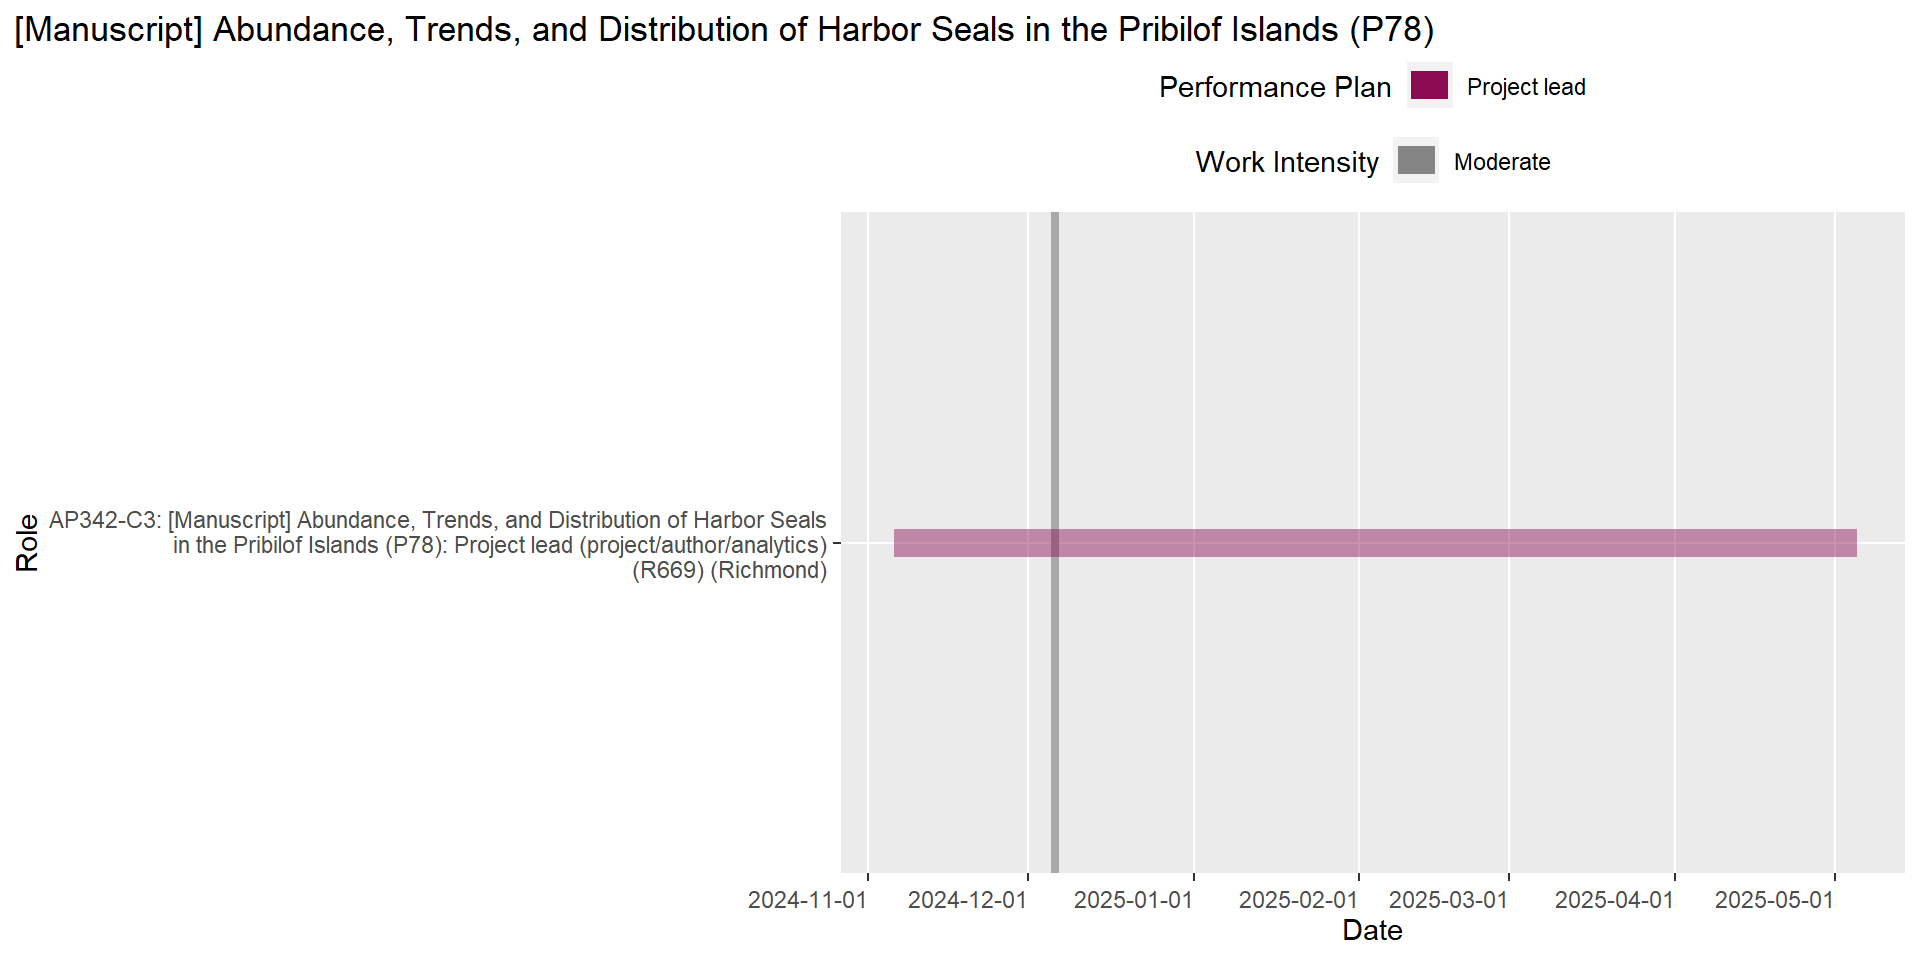 [Manuscript] Abundance, Trends, and Distribution of Harbor Seals in the Pribilof Islands (P78)
Performance Plan
Project lead
Work Intensity
Moderate
Role
AP342-C3: [Manuscript] Abundance, Trends, and Distribution of Harbor Seals
in the Pribilof Islands (P78): Project lead (project/author/analytics)
(R669) (Richmond)
2024-11-01
2024-12-01
2025-01-01
2025-02-01
2025-03-01
2025-04-01
2025-05-01
Date